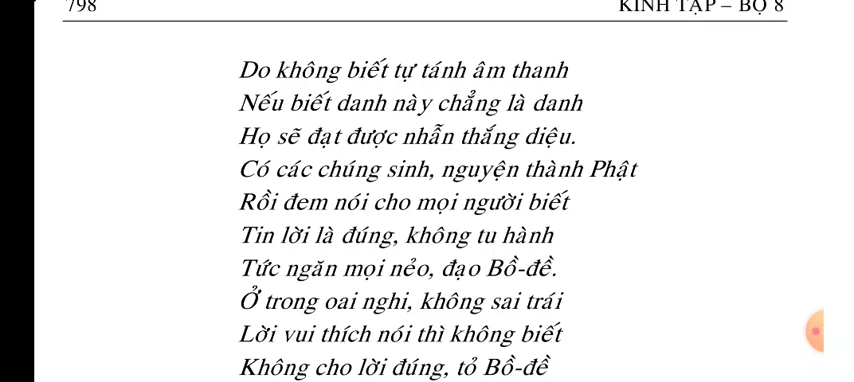 798 KINH TẬP – BỘ 8
Do không biết tự tánh âm thanh
Nếu biết danh này chẳng là danh
Họ sẽ đạt được nhẫn thắng diệu.
Có các chúng sinh, nguyện thành Phật
Rồi đem nói cho mọi người biết
Tin lời là đúng, không tu hành
Tức ngăn mọi nẻo, đạo Bồ-đề.
Ở trong oai nghi, không sai trái
Lời vui thích nói thì không biết
Không cho lời đúng, tỏ Bồ-đề